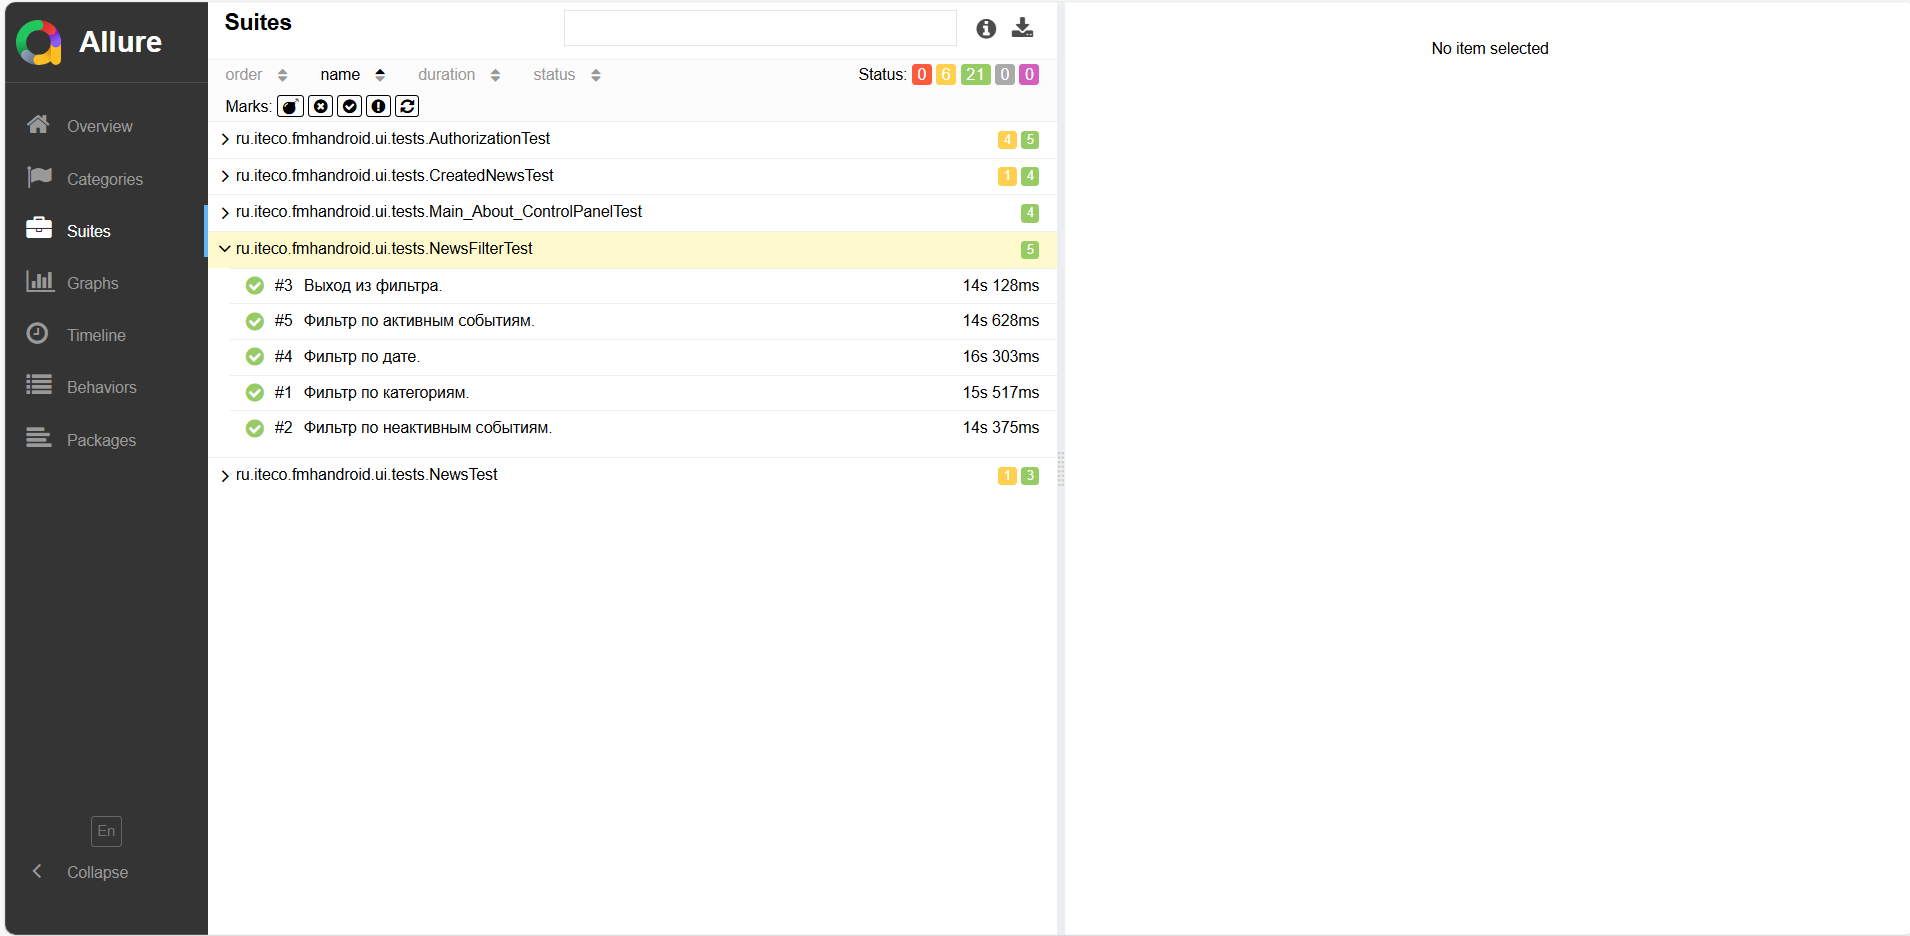 Allure
Overview
Categories
Suites
Graphs
Timeline
Behaviors
Packages
En
Collapse
Suites
order name duration status Status: 0 6 21 0 0
Marks:
ru.iteco.fmhandroid.ui.tests.AuthorizationTest 4 5
ru.iteco.fmhandroid.ui.tests.CreatedNewsTest 1 4
ru.iteco.fmhandroid.ui.tests.Main_About_ControlPanelTest 4
ru.iteco.fmhandroid.ui.tests.NewsFilterTest 5
#3 Выход из фильтра. 14s 128ms
#5 Фильтр по активным событиям. 14s 628ms
#4 Фильтр по дате. 16s 303ms
#1 Фильтр по категориям. 15s 517ms
#2 Фильтр по неактивным событиям. 14s 375ms
ru.iteco.fmhandroid.ui.tests.NewsTest 1 3
No item selected